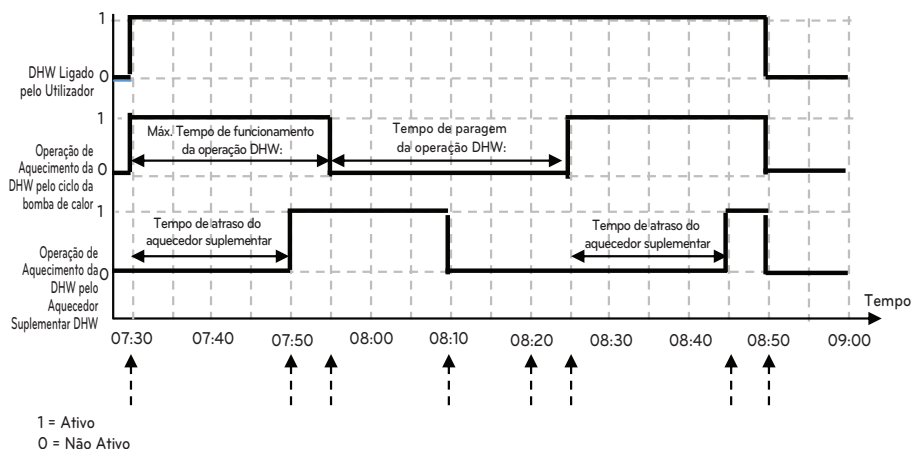 1
DHW Ligado
pelo Utilizador
0
1
Máx. Tempo de funcionamento
da operação DHW:
Tempo de paragem
da operação DHW:
Operação de
Aquecimento da
DHW pelo ciclo da
bomba de calor
0
1
Tempo de atraso do
aquecedor suplementar
Tempo de atraso do
aquecedor suplementar
Operação de
Aquecimento da
DHW pelo
Aquecedor
Suplementar DHW
0
Tempo
07:30 07:40 07:50 08:00 08:10 08:20 08:30 08:40 08:50 09:00
1 = Ativo
0 = Não Ativo